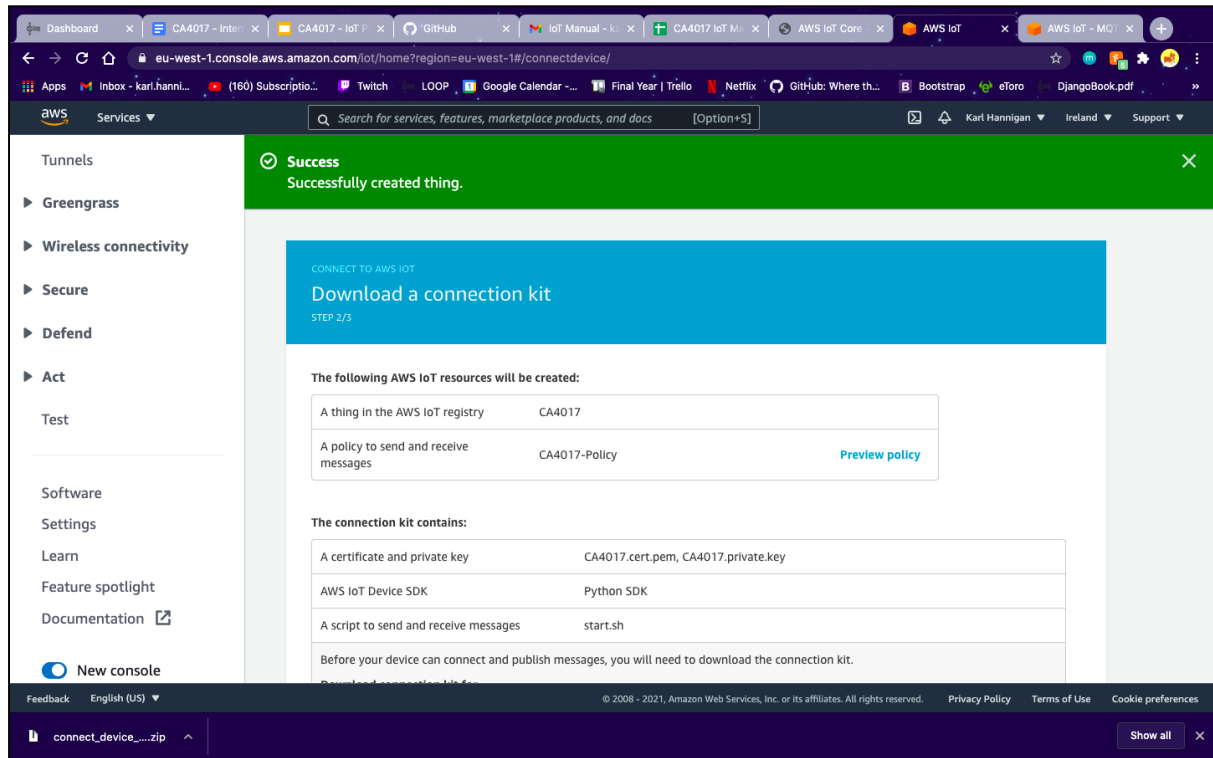 Dashboard
CA4017 - Inter
CA4017 - IoT P
GitHub
IoT Manual - ka
CA4017 IoT Ma
AWS IoT Core
AWS IoT
AWS IoT - MQT
eu-west-1.console.aws.amazon.com/iot/home?region=eu-west-1#/connectdevice/
Apps
Inbox - karl.hanni...
(160) Subscriptio...
Twitch
LOOP
Google Calendar -...
Final Year | Trello
Netflix
GitHub: Where th...
Bootstrap
eToro
DjangoBook.pdf
»
aws
Services ▼
Search for services, features, marketplace products, and docs [Option+S]
Karl Hannigan ▼
Ireland ▼
Support ▼
Tunnels
Greengrass
Wireless connectivity
Secure
Defend
Act
Test
Software
Settings
Learn
Feature spotlight
Documentation
New console
Success
Successfully created thing.
CONNECT TO AWS IOT
Download a connection kit
STEP 2/3
The following AWS IoT resources will be created:
A thing in the AWS IoT registry CA4017
A policy to send and receive
messages
CA4017-Policy
Preview policy
The connection kit contains:
A certificate and private key CA4017.cert.pem, CA4017.private.key
AWS IoT Device SDK Python SDK
A script to send and receive messages start.sh
Before your device can connect and publish messages, you will need to download the connection kit.
Feedback English (US) ▼
© 2008 - 2021, Amazon Web Services, Inc. or its affiliates. All rights reserved. Privacy Policy Terms of Use Cookie preferences
connect_device_....zip
Show all